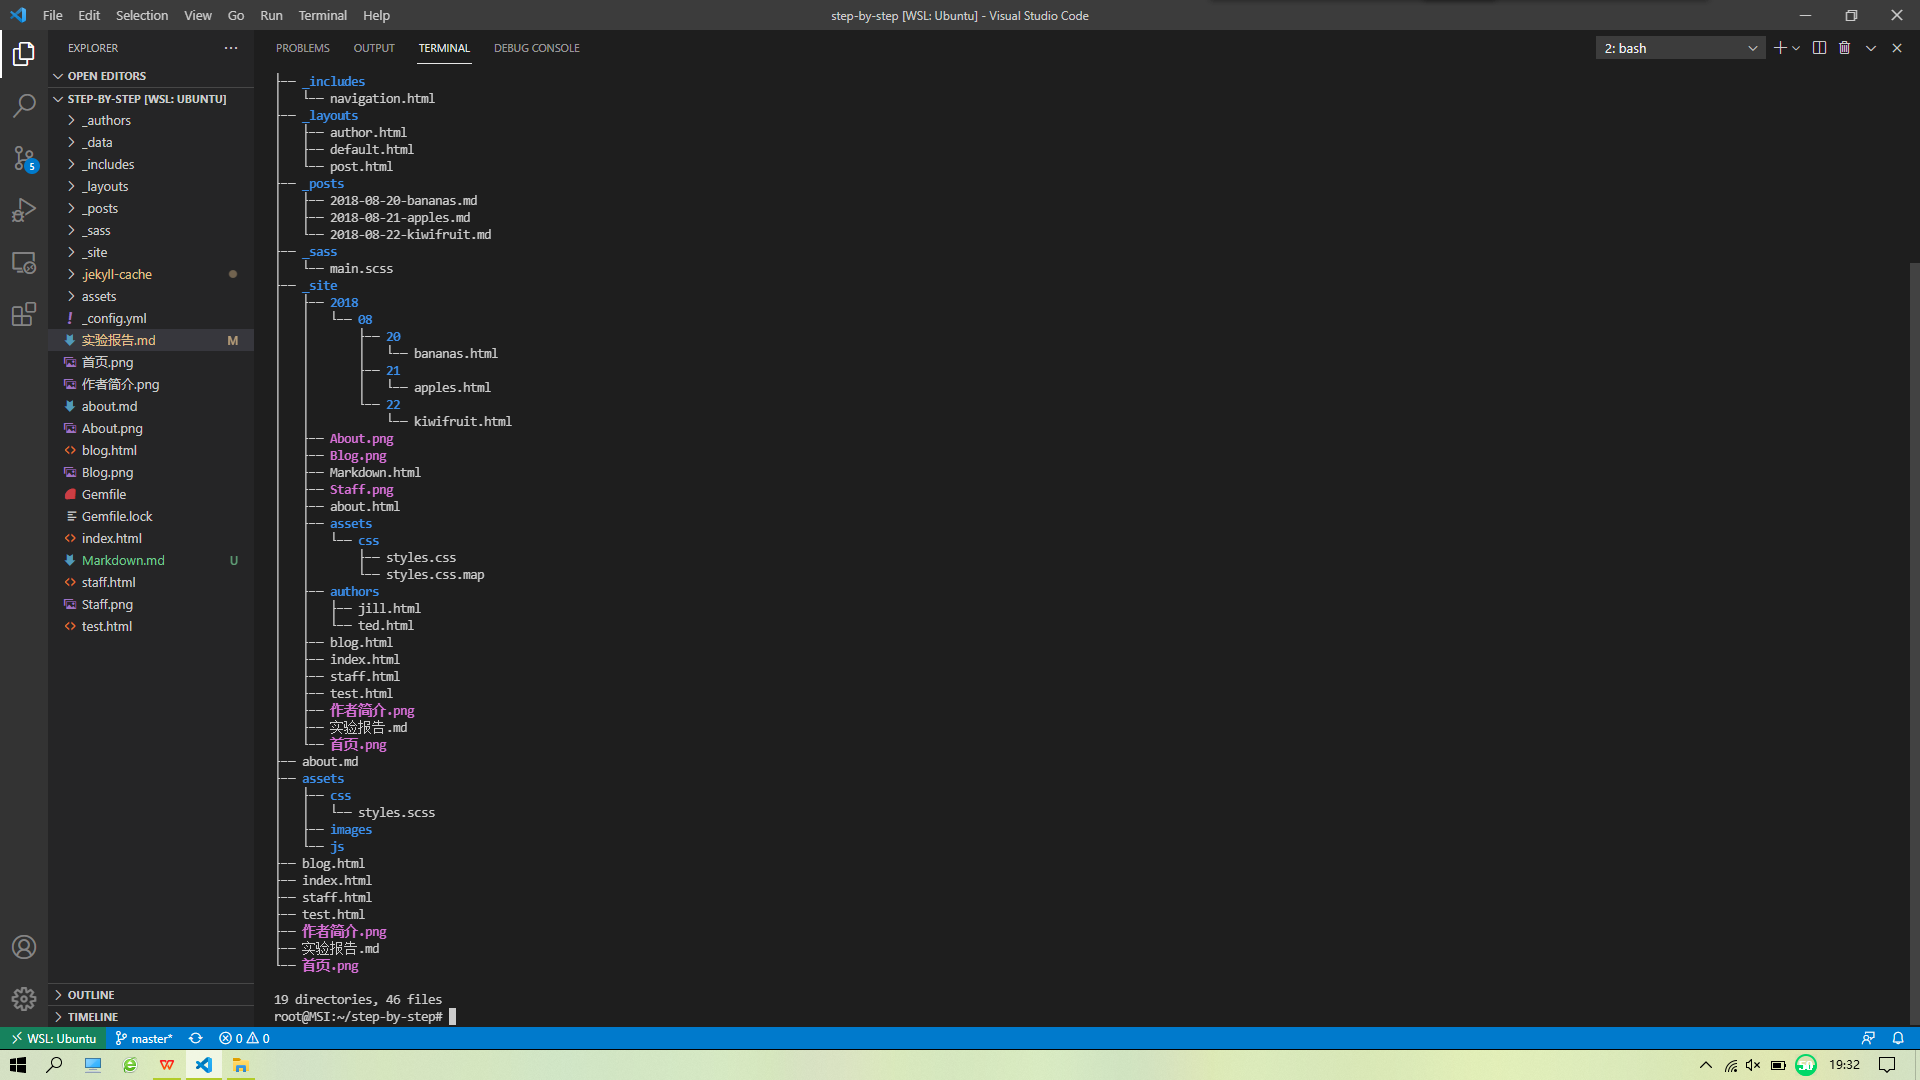 File Edit Selection View Go Run Terminal Help
step-by-step [WSL: Ubuntu] - Visual Studio Code
EXPLORER
OPEN EDITORS
STEP-BY-STEP [WSL: UBUNTU]
_authors
_data
_includes
_layouts
_posts
_sass
_site
.jekyll-cache
assets
! _config.yml
实验报告.md M
首页.png
作者简介.png
about.md
About.png
blog.html
Blog.png
Gemfile
Gemfile.lock
index.html
Markdown.md U
staff.html
Staff.png
test.html
OUTLINE
TIMELINE
5
PROBLEMS OUTPUT TERMINAL DEBUG CONSOLE
2: bash
├── _includes
│   └── navigation.html
├── _layouts
│   ├── author.html
│   ├── default.html
│   └── post.html
├── _posts
│   ├── 2018-08-20-bananas.md
│   ├── 2018-08-21-apples.md
│   └── 2018-08-22-kiwifruit.md
├── _sass
│   └── main.scss
├── _site
│   ├── 2018
│   │   └── 08
│   │       ├── 20
│   │       │   └── bananas.html
│   │       ├── 21
│   │       │   └── apples.html
│   │       └── 22
│   │           └── kiwifruit.html
│   ├── About.png
│   ├── Blog.png
│   ├── Markdown.html
│   ├── Staff.png
│   ├── about.html
│   ├── assets
│   │   └── css
│   │       ├── styles.css
│   │       └── styles.css.map
│   ├── authors
│   │   ├── jill.html
│   │   └── ted.html
│   ├── blog.html
│   ├── index.html
│   ├── staff.html
│   ├── test.html
│   ├── 作者简介.png
│   ├── 实验报告.md
│   └── 首页.png
├── about.md
├── assets
│   ├── css
│   │   └── styles.scss
│   ├── images
│   └── js
├── blog.html
├── index.html
├── staff.html
├── test.html
├── 作者简介.png
├── 实验报告.md
└── 首页.png
19 directories, 46 files
root@MSI:~/step-by-step#
WSL: Ubuntu master* 0 0
19:32